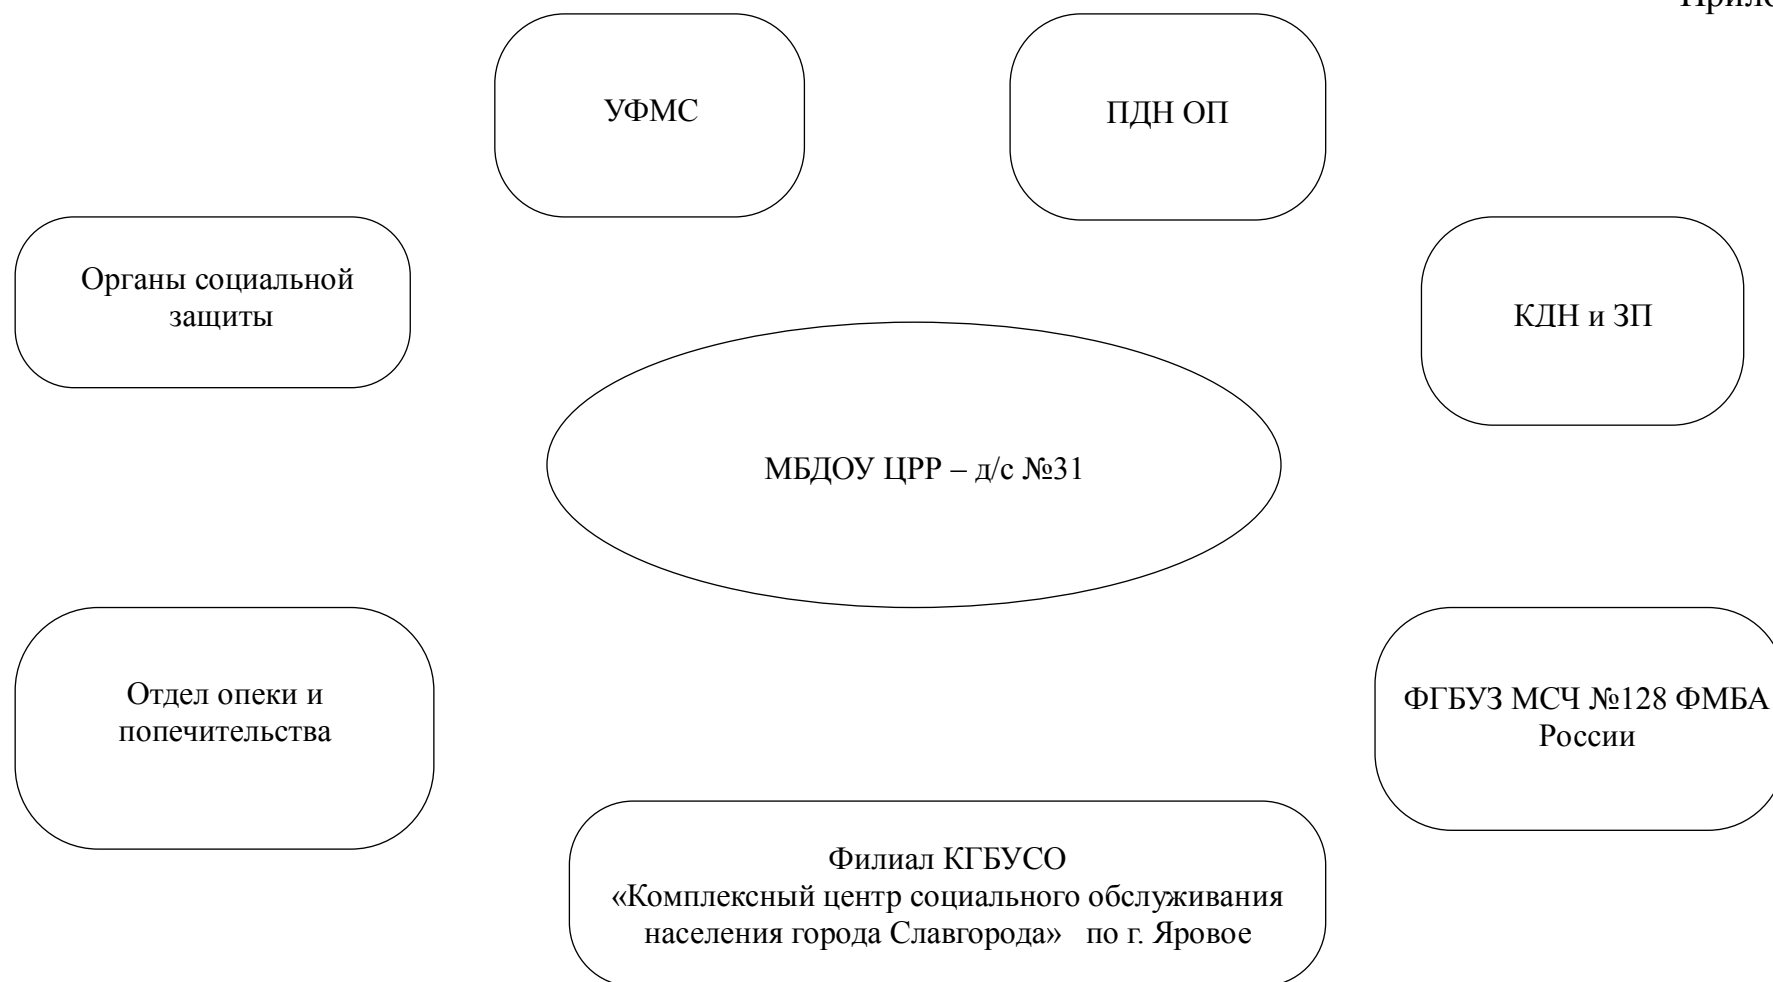 УФМС
ПДН ОП
Органы социальной
защиты
КДН и ЗП
МБДОУ ЦРР – д/с №31
Отдел опеки и
попечительства
ФГБУЗ МСЧ №128 ФМБА
России
Филиал КГБУСО
«Комплексный центр социального обслуживания
населения города Славгорода» по г. Яровое